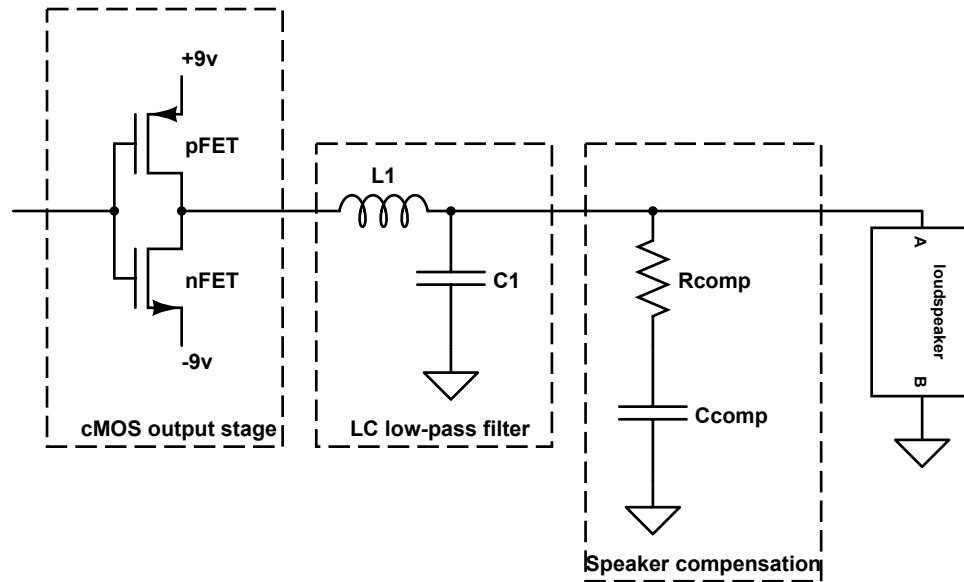 +9v
pFET
nFET
-9v
cMOS output stage
L1
C1
LC low-pass filter
Rcomp
Ccomp
Speaker compensation
A
loudspeaker
B